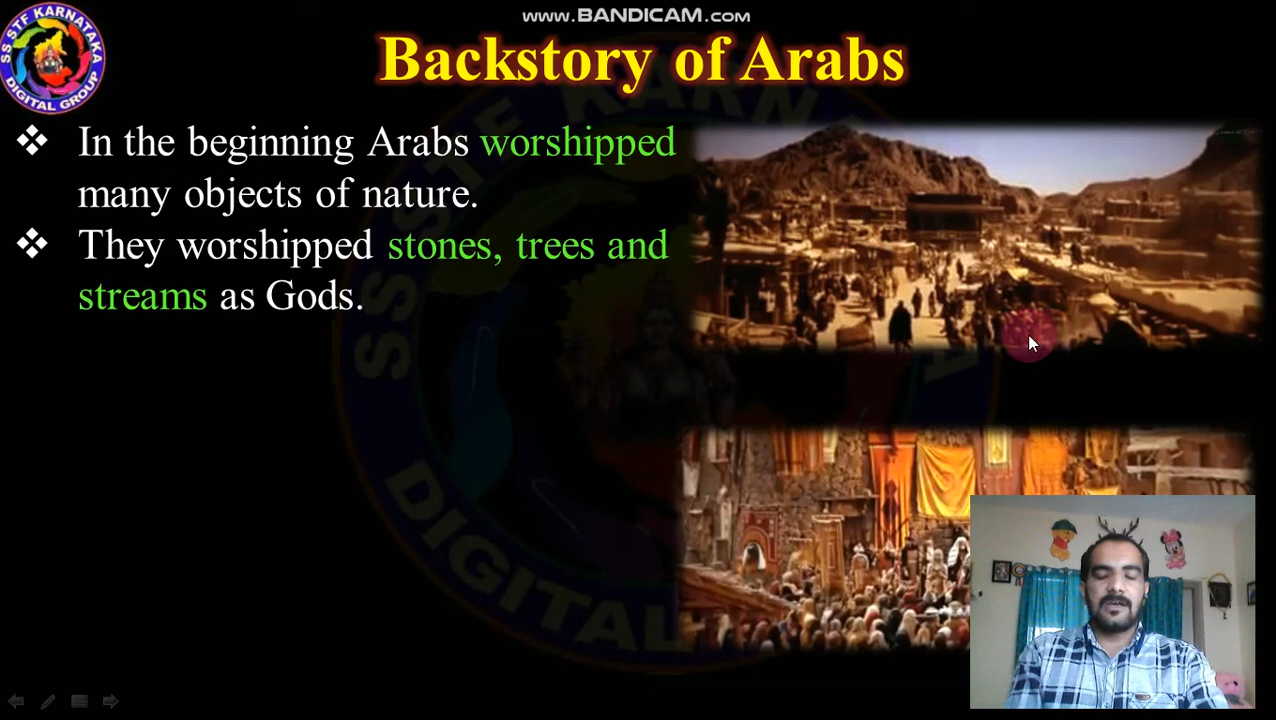 www.BANDICAM.com
SS STF KARNATAKA
DIGITAL GROUP
Backstory of Arabs
❖ In the beginning Arabs worshipped
many objects of nature.
❖ They worshipped stones, trees and
streams as Gods.